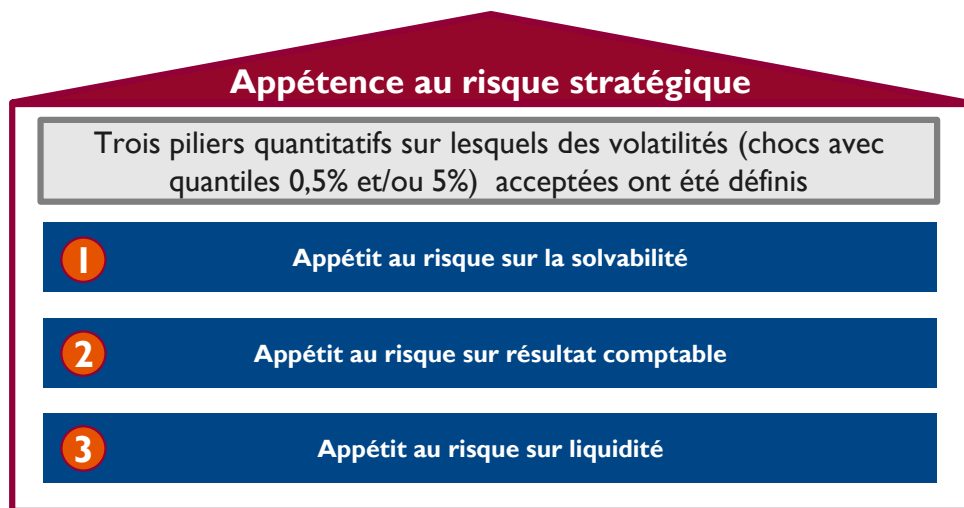 Appétence au risque stratégique
Trois piliers quantitatifs sur lesquels des volatilités (chocs avec
quantiles 0,5% et/ou 5%) acceptées ont été définis
1 Appétit au risque sur la solvabilité
2 Appétit au risque sur résultat comptable
3 Appétit au risque sur liquidité